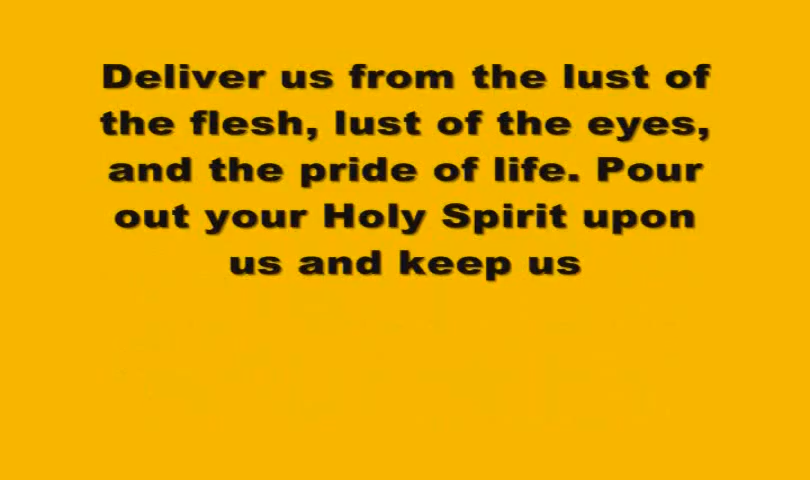 Deliver us from the lust of
the flesh, lust of the eyes,
and the pride of life. Pour
out your Holy Spirit upon
us and keep us